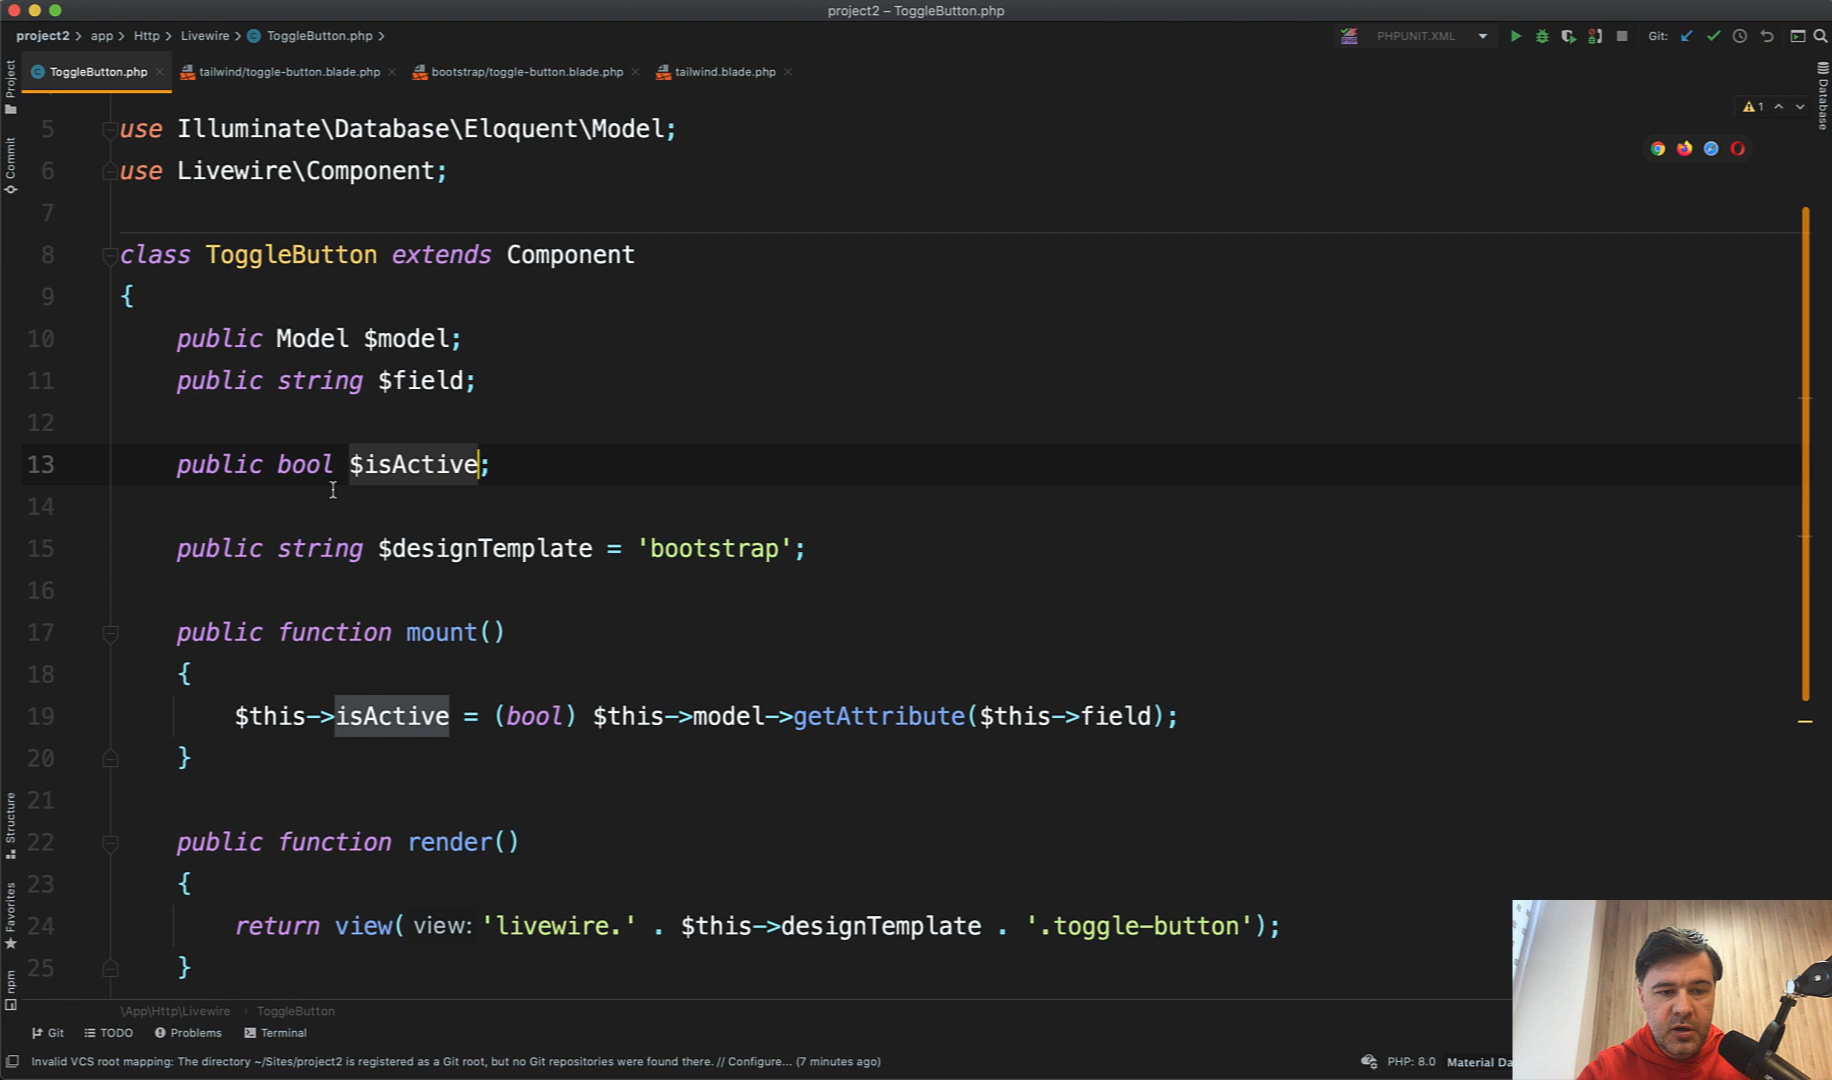 project2 – ToggleButton.php
project2 > app > Http > Livewire > ToggleButton.php >
PHPUNIT.XML
Git:
Project
ToggleButton.php
tailwind/toggle-button.blade.php
bootstrap/toggle-button.blade.php
tailwind.blade.php
Database
1
Commit
5 use Illuminate\Database\Eloquent\Model;
6 use Livewire\Component;
7
8 class ToggleButton extends Component
9 {
10 public Model $model;
11 public string $field;
12
13 public bool $isActive;
14
15 public string $designTemplate = 'bootstrap';
16
17 public function mount()
18 {
19 $this->isActive = (bool) $this->model->getAttribute($this->field);
20 }
21
22 public function render()
23 {
24 return view( view: 'livewire.' . $this->designTemplate . '.toggle-button');
25 }
Structure
Favorites
npm
\App\Http\Livewire > ToggleButton
Git TODO Problems Terminal
Invalid VCS root mapping: The directory ~/Sites/project2 is registered as a Git root, but no Git repositories were found there. // Configure... (7 minutes ago)
PHP: 8.0 Material Da